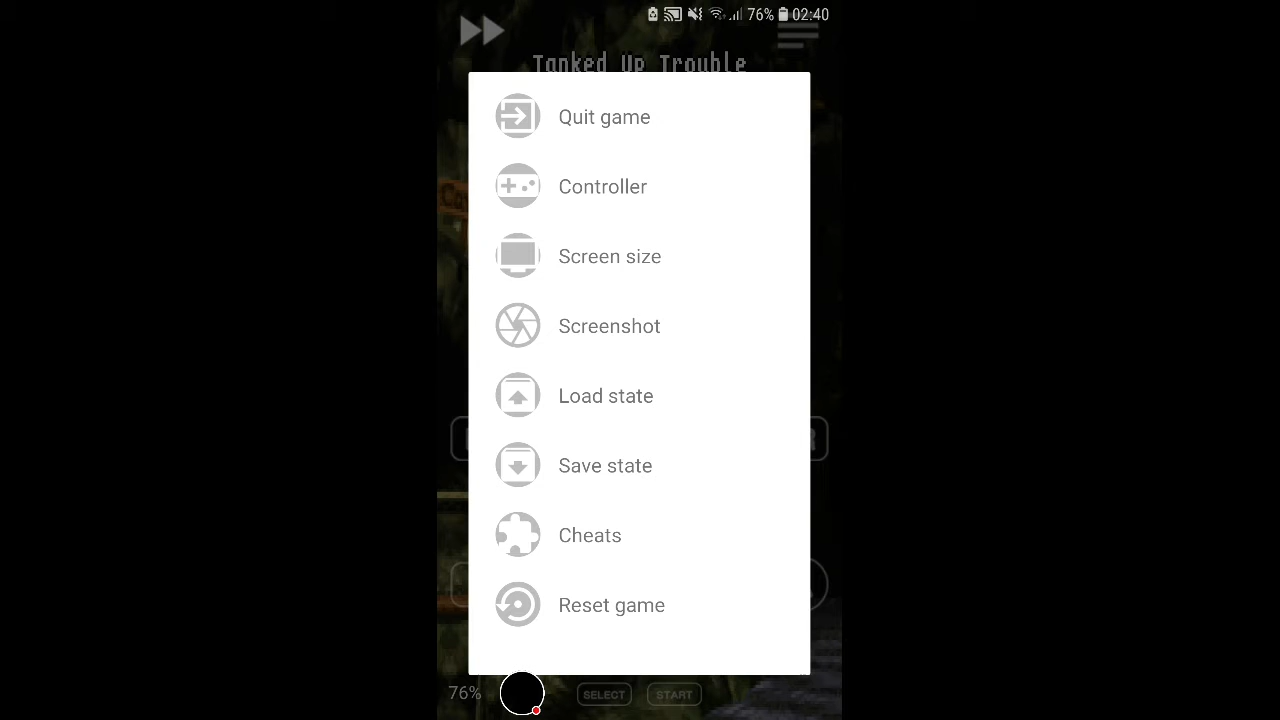 76% 02:40
Tanked Up Trouble
Quit game
Controller
Screen size
Screenshot
Load state
Save state
Cheats
Reset game
76%
SELECT
START